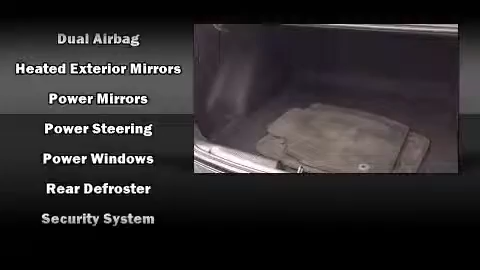 Dual Airbag
Heated Exterior Mirrors
Power Mirrors
Power Steering
Power Windows
Rear Defroster
Security System